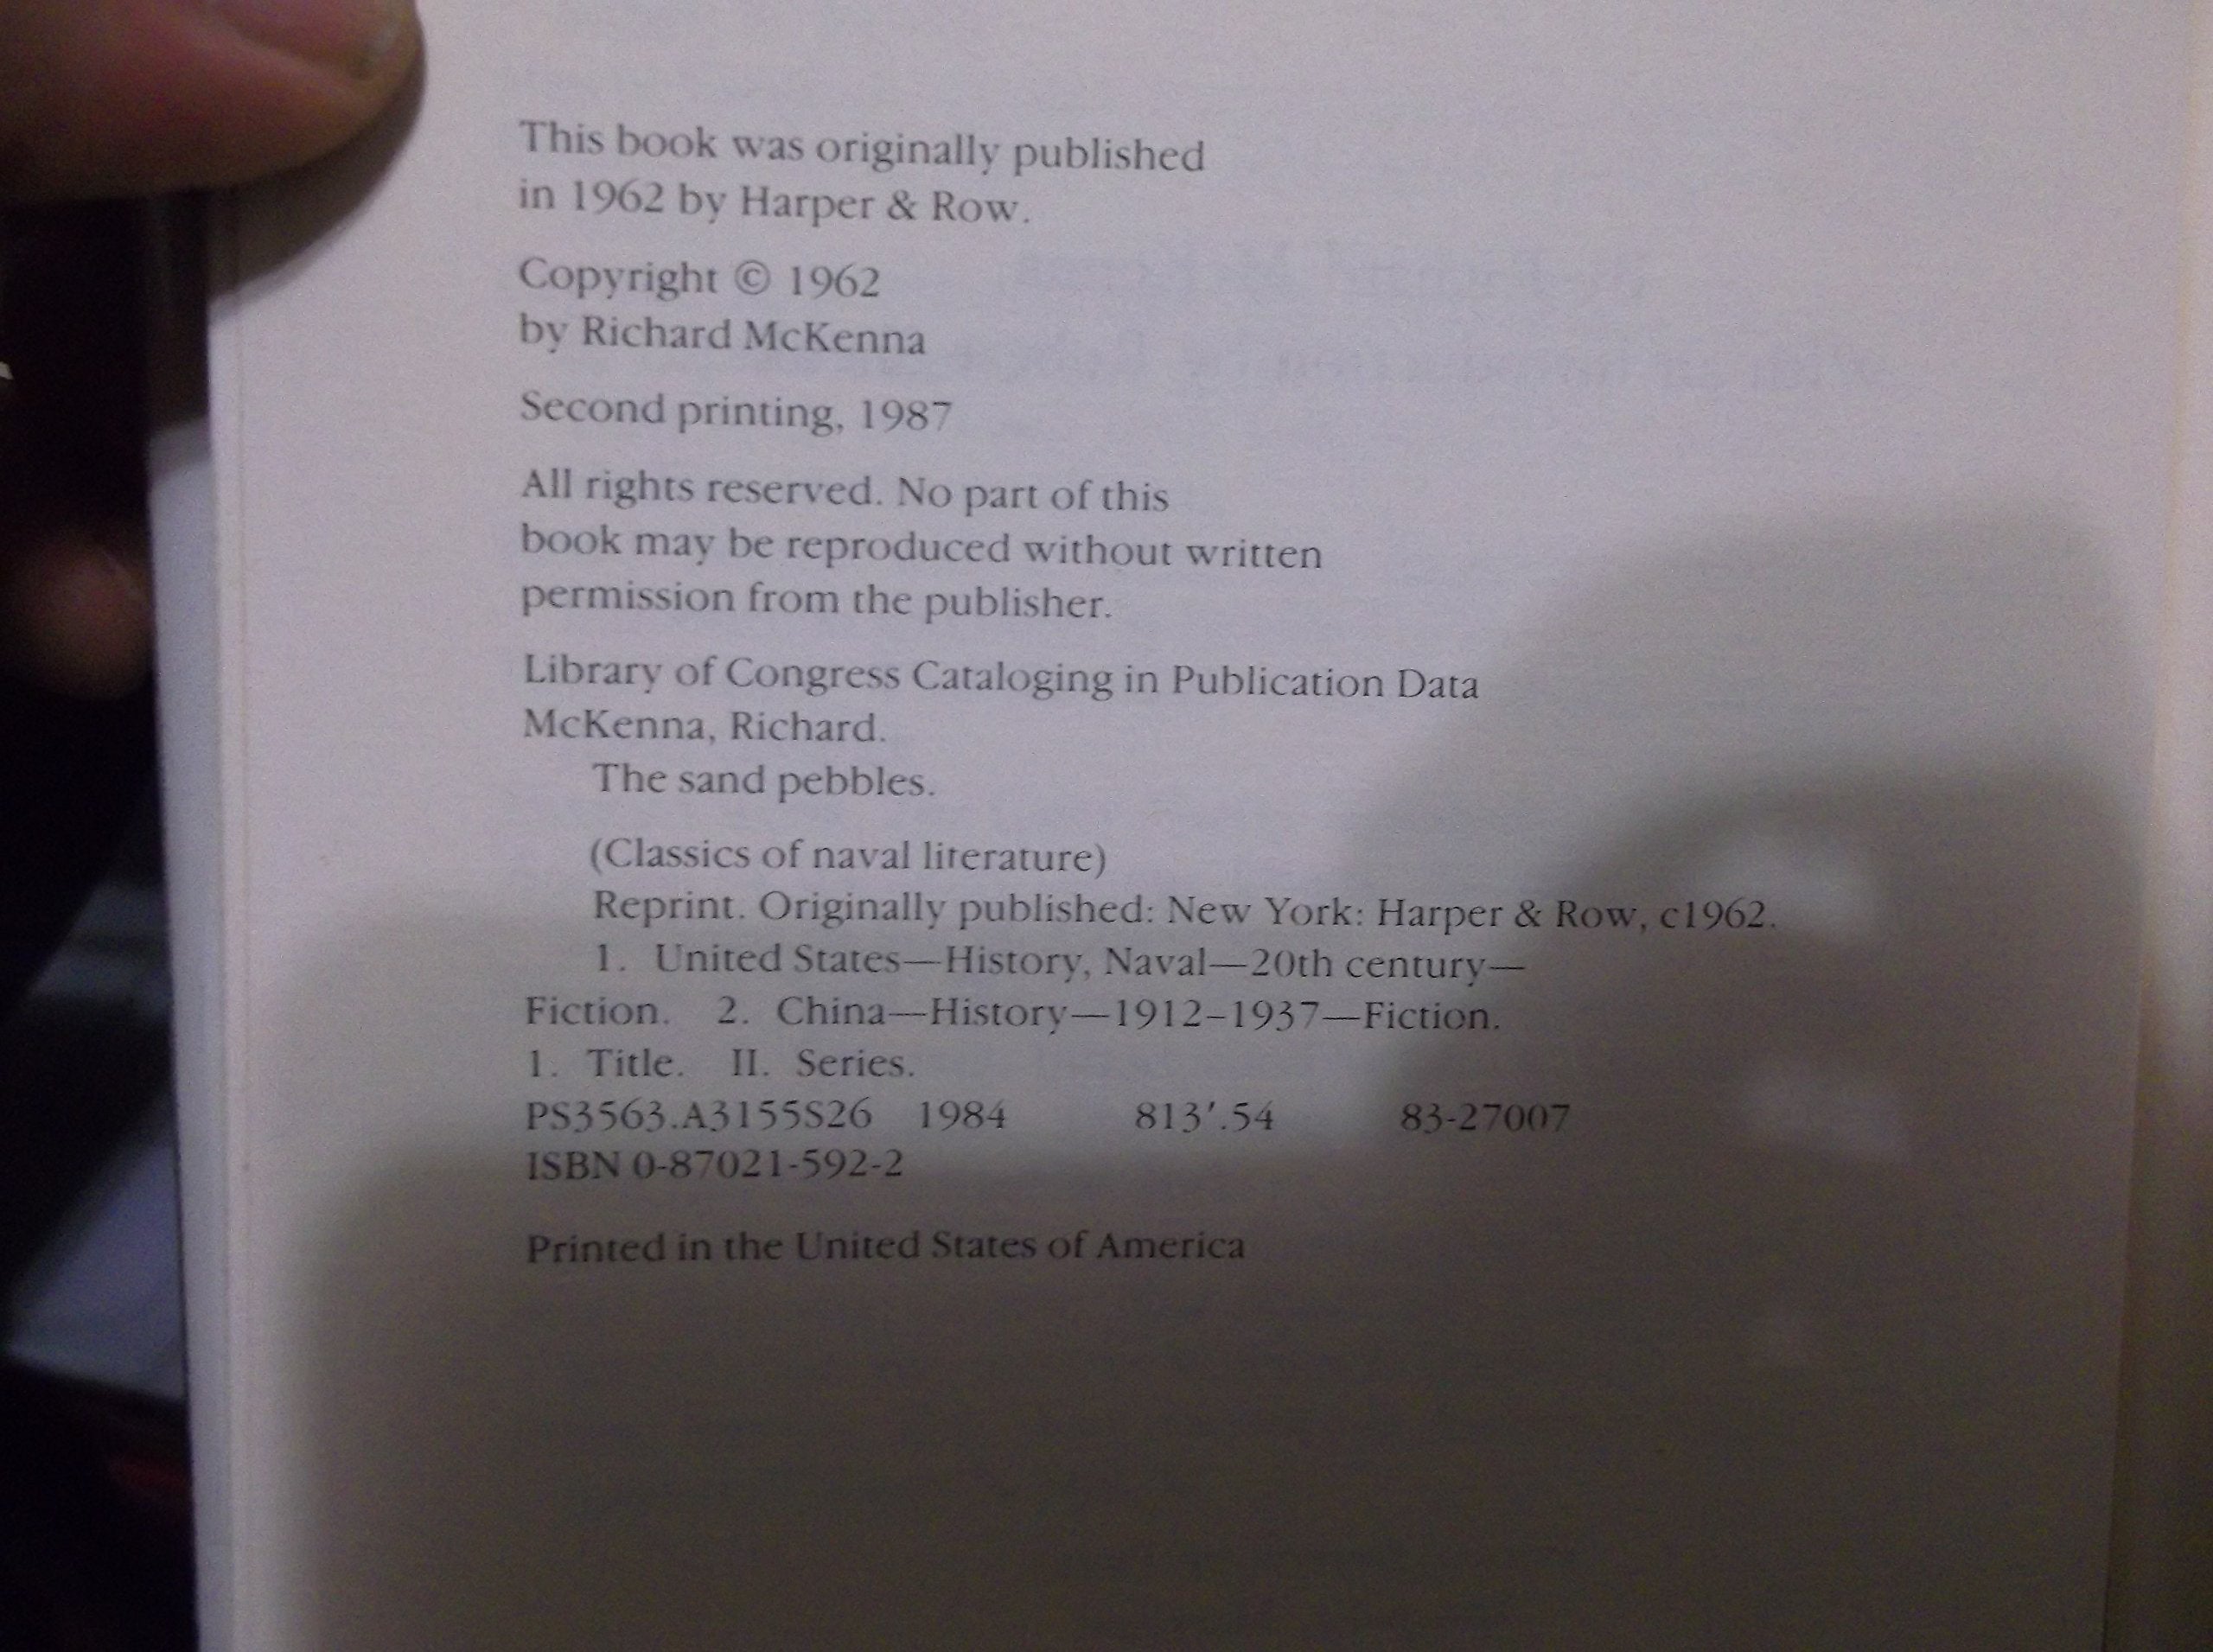 This book was originally published
in 1962 by Harper & Row.
Copyright © 1962
by Richard McKenna
Second printing, 1987
All rights reserved. No part of this
book may be reproduced without written
permission from the publisher.
Library of Congress Cataloging in Publication Data
McKenna, Richard.
The sand pebbles.
(Classics of naval literature)
Reprint. Originally published: New York: Harper & Row, c1962.
1. United States—History, Naval—20th century—
Fiction. 2. China—History—1912–1937—Fiction.
1. Title. II. Series.
PS3563.A3155S26 1984 813′.54 83-27007
ISBN 0-87021-592-2
Printed in the United States of America